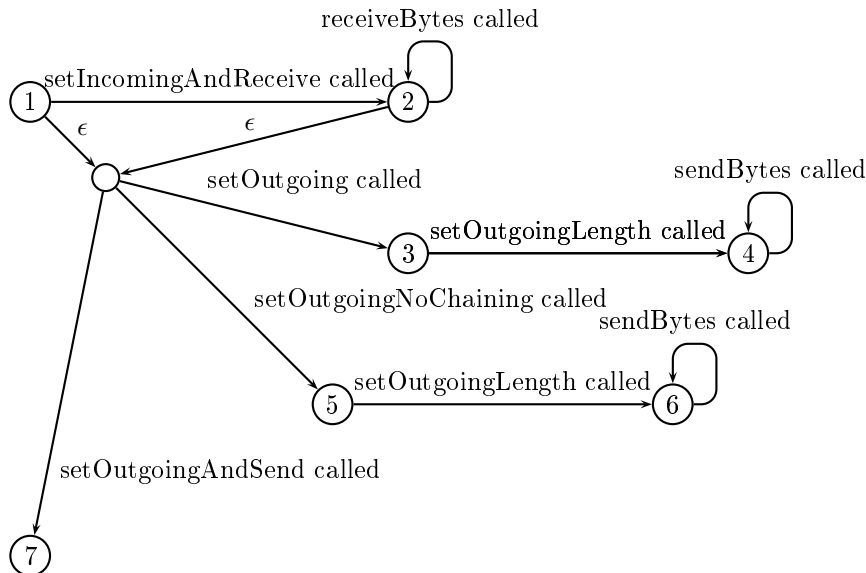 receiveBytes called
setIncomingAndReceive called
1
2
ϵ
ϵ
setOutgoing called
sendBytes called
3
setOutgoingLength called
4
setOutgoingNoChaining called
sendBytes called
5
setOutgoingLength called
6
setOutgoingAndSend called
7